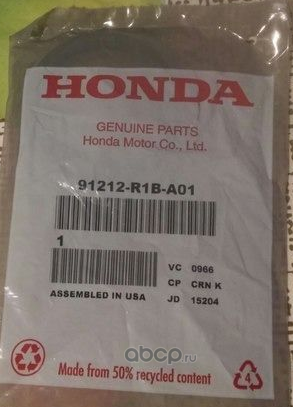 HONDA
GENUINE PARTS
Honda Motor Co., Ltd.
91212-R1B-A01
1
VC 0966
CP CRN K
ASSEMBLED IN USA JD 15204
abcp.ru
Made from 50% recycled content
4